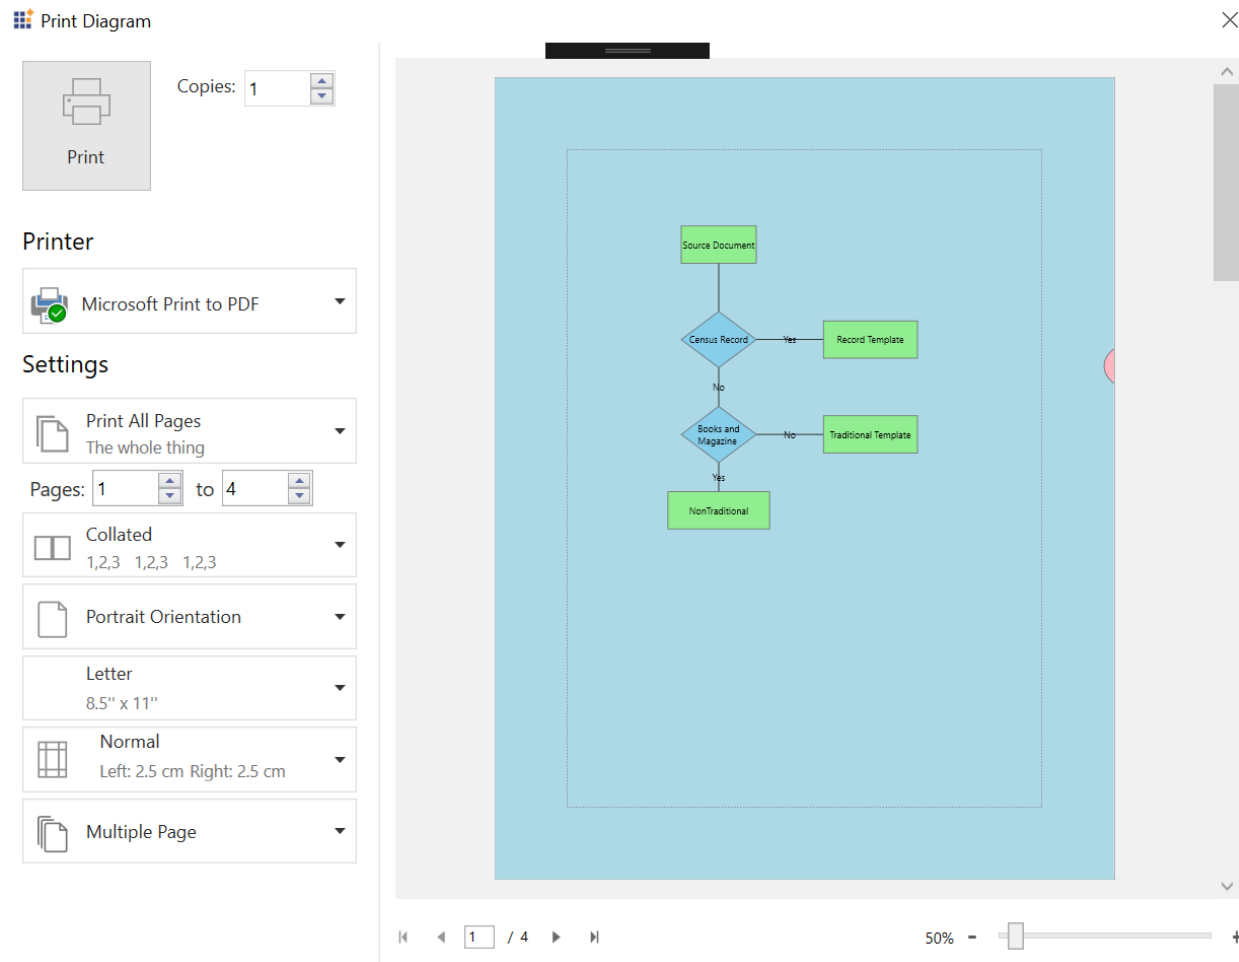 Print Diagram
Print
Copies: 1
Printer
Microsoft Print to PDF
Settings
Print All Pages
The whole thing
Pages: 1 to 4
Collated
1,2,3 1,2,3 1,2,3
Portrait Orientation
Letter
8.5" x 11"
Normal
Left: 2.5 cm Right: 2.5 cm
Multiple Page
Source Document
Census Record
Yes
Record Template
No
Books and
Magazine
No
Traditional Template
Yes
NonTraditional
1 / 4
50% - +